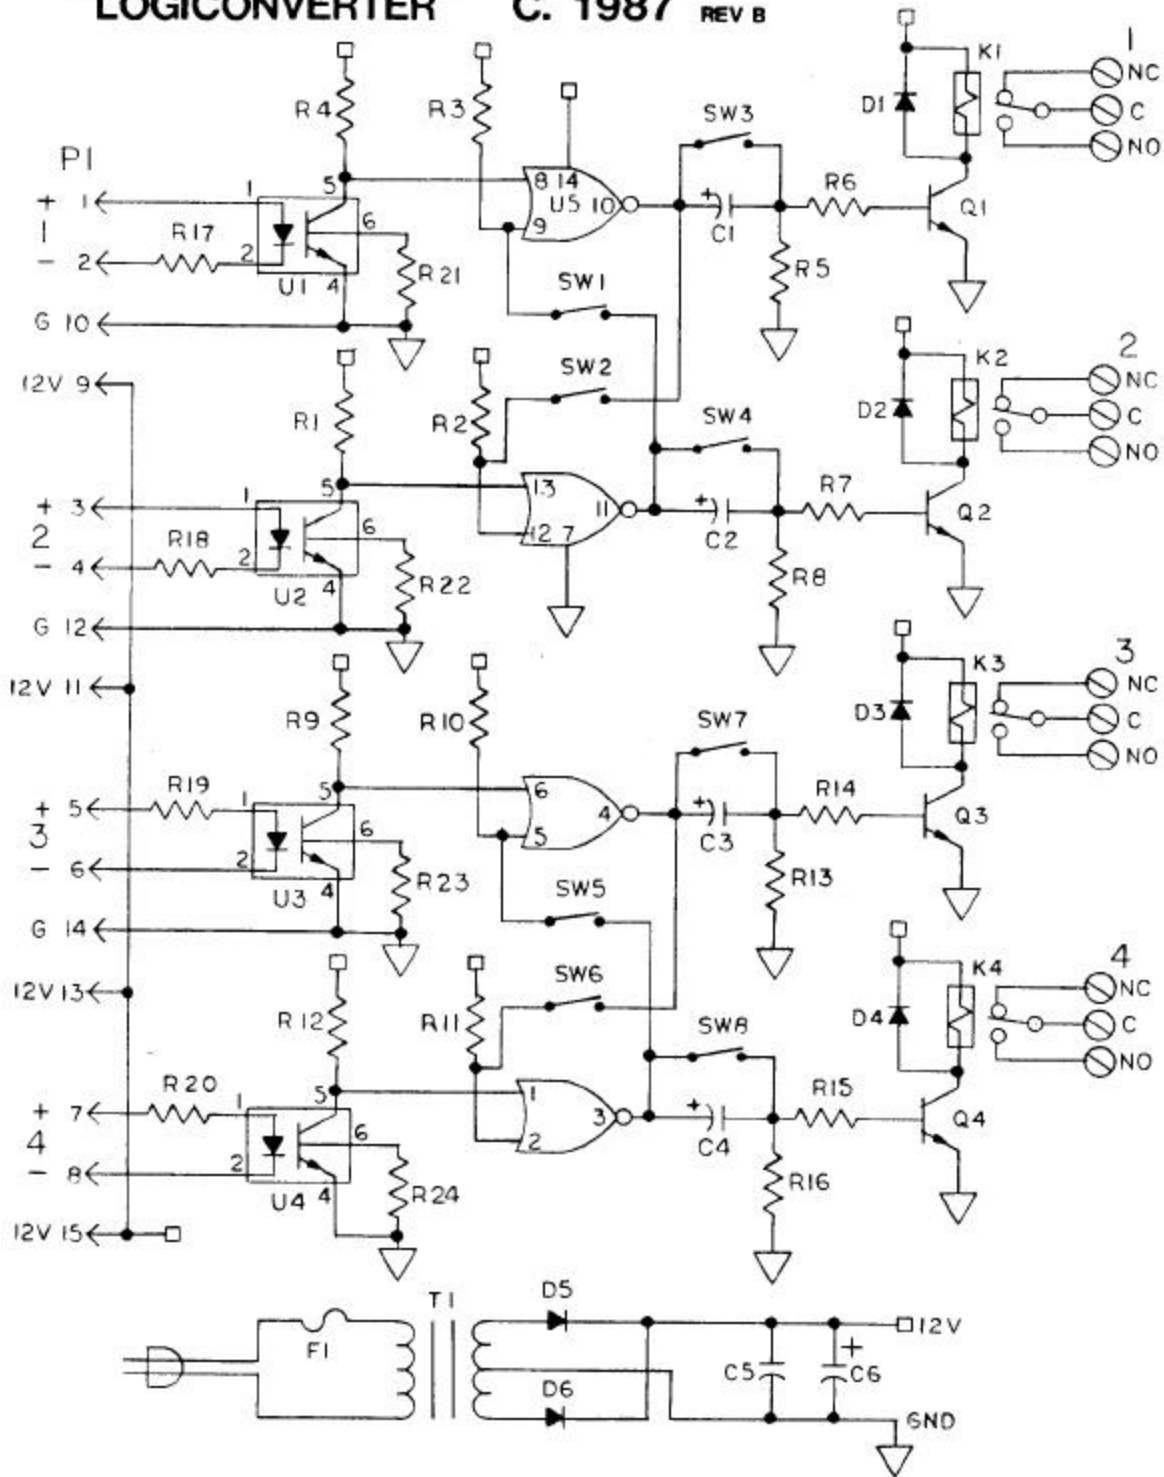 "LOGICONVERTER" C. 1987 REV B
R4
R3
SW3
D1
K1
1
NC
C
NO
P1
+ 1
1
- 2
R17
1
5
2
6
4
U1
R21
8 14
U5 10
9
C1
+
R6
Q1
R5
G 10
SW1
12V 9
R1
R2
SW2
SW4
D2
K2
2
NC
C
NO
+ 3
2
- 4
R18
1
5
2
6
4
U2
R22
13
11
12 7
+
C2
R7
Q2
R8
G 12
12V 11
R9
R10
SW7
D3
K3
3
NC
C
NO
+ 5
3
- 6
R19
1
5
2
6
4
U3
R23
6
4
5
+
C3
R14
Q3
R13
SW5
G 14
12V 13
R12
R11
SW6
SW8
D4
K4
4
NC
C
NO
+ 7
4
- 8
R20
1
5
2
6
4
U4
R24
1
3
2
+
C4
R15
Q4
R16
12V 15
F1
T1
D5
D6
C5
+
C6
12V
GND